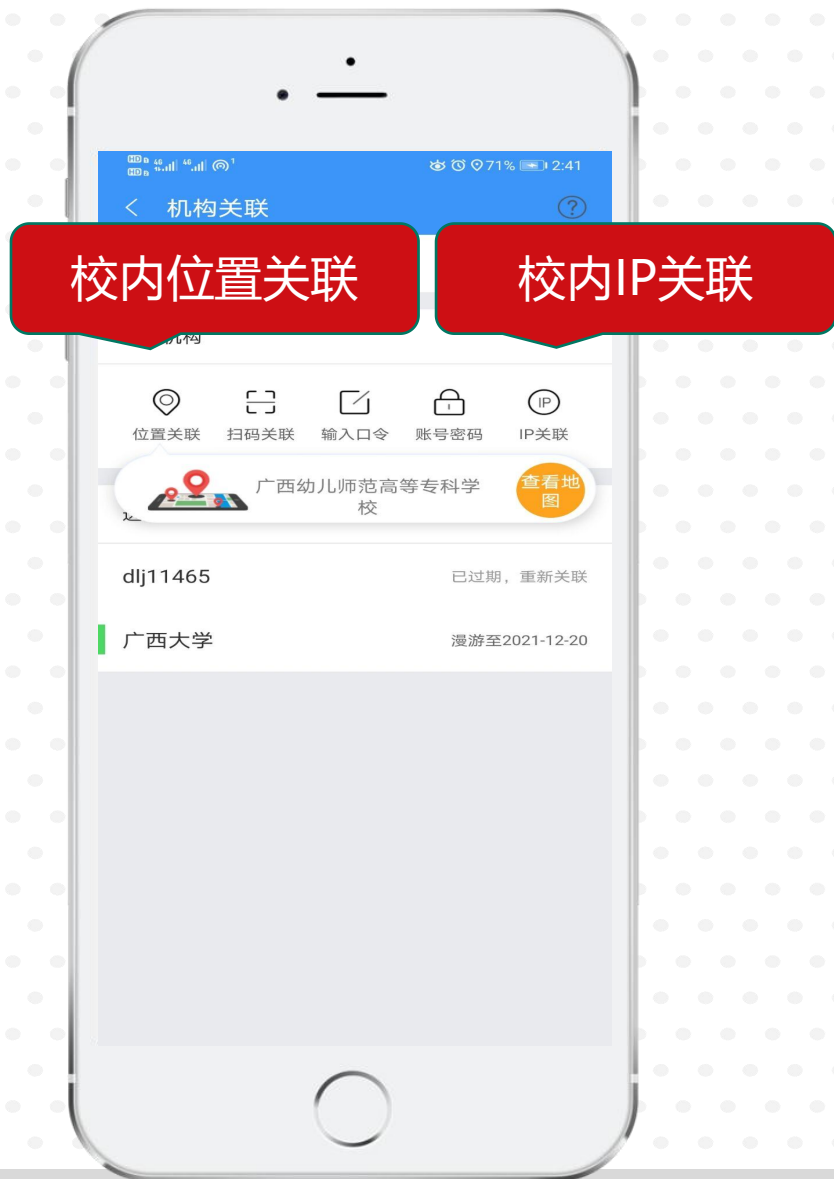 71% 2:41
机构关联
校内位置关联
校内IP关联
机构
位置关联 扫码关联 输入口令 账号密码 IP关联
IP
广西幼儿师范高等专科学
校
查看地
图
dlj11465 已过期，重新关联
广西大学 漫游至2021-12-20